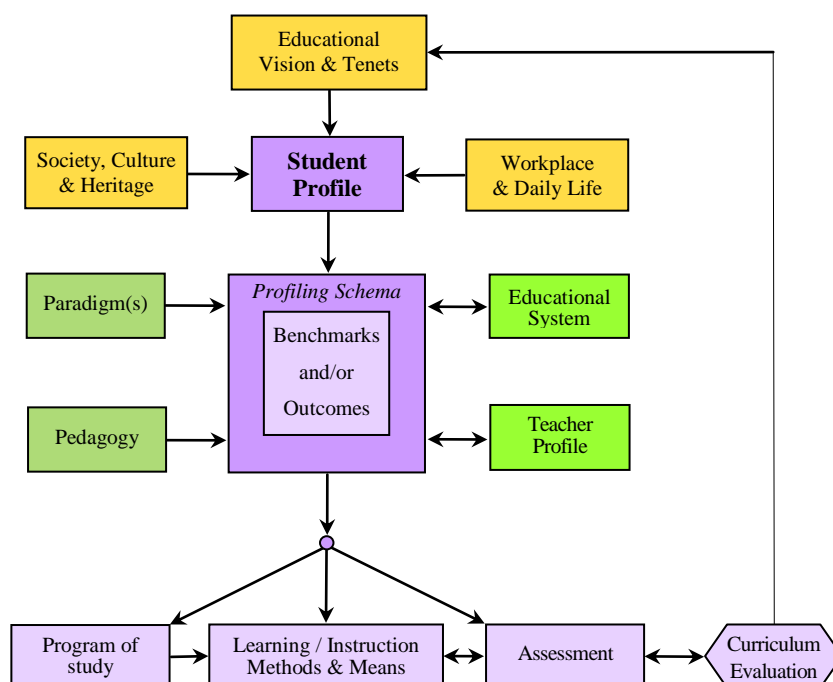 Educational
Vision & Tenets
Society, Culture
& Heritage
Student
Profile
Workplace
& Daily Life
Paradigm(s)
Profiling Schema
Benchmarks
and/or
Outcomes
Educational
System
Pedagogy
Teacher
Profile
Program of
study
Learning / Instruction
Methods & Means
Assessment
Curriculum
Evaluation